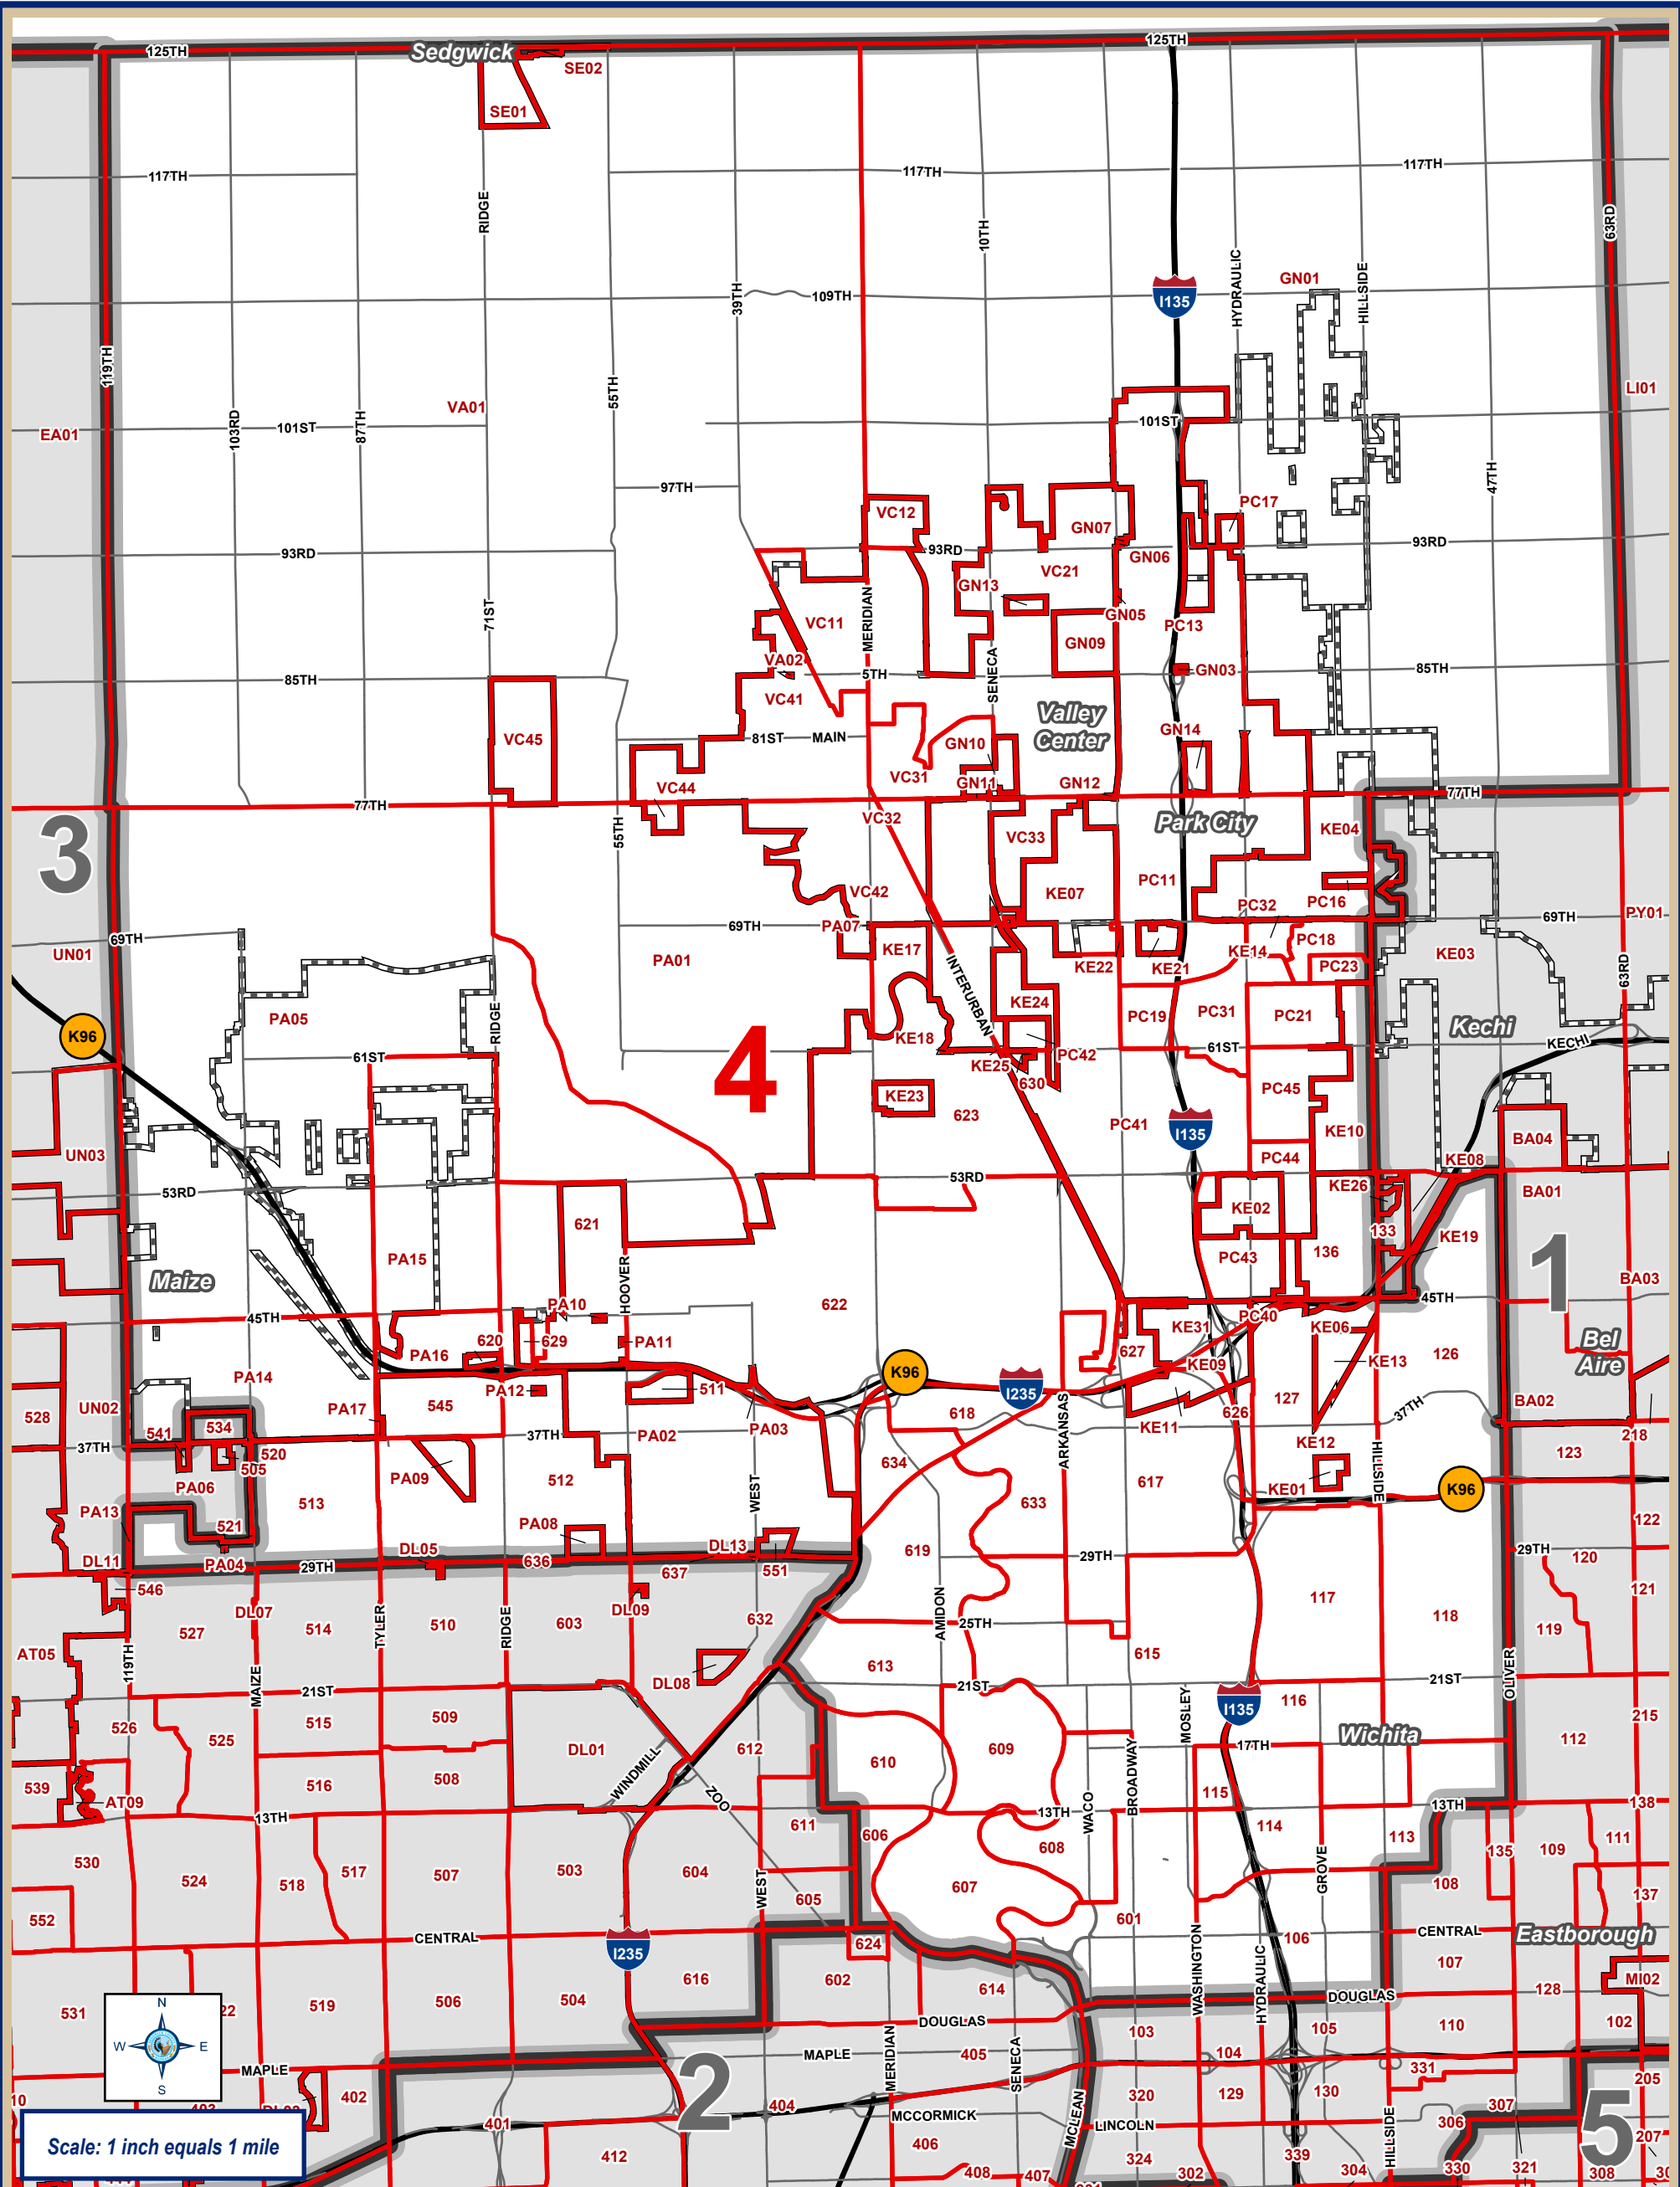 125TH
Sedgwick
125TH
SE02
SE01
117TH
117TH
117TH
RIDGE
10TH
63RD
HYDRAULIC
HILLSIDE
GN01
39TH
109TH
I135
119TH
55TH
LI01
VA01
EA01
103RD
101ST
87TH
101ST
47TH
97TH
PC17
VC12
GN07
93RD
93RD
GN06
93RD
VC21
GN13
71ST
MERIDIAN
VC11
GN05
PC13
GN09
VA02
5TH
SENECA
GN03
85TH
85TH
VC41
Valley
Center
GN14
VC45
81ST
MAIN
GN10
VC31
GN11
GN12
VC44
77TH
77TH
VC32
Park City
KE04
3
55TH
VC33
PC11
VC42
KE07
PC16
PC32
69TH
PA07
69TH
PY01
69TH
UN01
PA01
KE17
KE22
KE21
KE14
PC18
PC23
KE03
63RD
INTERURBAN
KE24
PA05
RIDGE
PC19
PC31
PC21
Kechi
K96
KE18
KECHI
61ST
4
KE25
PC42
61ST
630
KE23
623
PC45
PC41
I135
KE10
BA04
UN03
PC44
KE08
53RD
53RD
KE26
BA01
621
KE02
133
KE19
PA15
PC43
136
1
Maize
HOOVER
BA03
PA10
622
45TH
45TH
PC40
KE31
KE06
620
629
PA11
627
Bel
Aire
PA16
KE09
KE13
126
PA14
K96
PA12
511
I235
UN02
PA17
545
618
626
127
BA02
528
534
541
PA03
KE11
37TH
37TH
37TH
PA02
ARKANSAS
KE12
218
520
505
634
123
PA09
HILLSIDE
PA06
512
WEST
617
KE01
K96
513
633
PA13
521
PA08
122
DL05
DL13
619
29TH
29TH
DL11
PA04
29TH
636
551
120
546
637
121
DL07
DL09
117
118
527
514
510
603
632
AMIDON
25TH
119
AT05
TYLER
RIDGE
615
119TH
DL08
613
MAIZE
21ST
21ST
21ST
OLIVER
116
526
515
509
MOSLEY
I135
215
525
DL01
612
610
609
17TH
Wichita
112
WINDMILL
516
508
ZOO
BROADWAY
115
539
AT09
WACO
13TH
13TH
13TH
138
611
606
114
113
111
608
530
517
503
604
GROVE
135
109
524
518
507
605
WEST
607
108
137
552
601
CENTRAL
106
CENTRAL
Eastborough
I235
624
WASHINGTON
HYDRAULIC
107
616
602
614
MI02
N
W
E
S
531
22
519
506
504
128
DOUGLAS
DOUGLAS
103
105
110
102
MAPLE
MAPLE
405
104
331
2
MERIDIAN
SENECA
10
402
129
130
5
205
404
320
401
MCCORMICK
LINCOLN
307
306
MCLEAN
Scale: 1 inch equals 1 mile
HILLSIDE
406
412
324
339
207
408
407
302
304
330
321
308